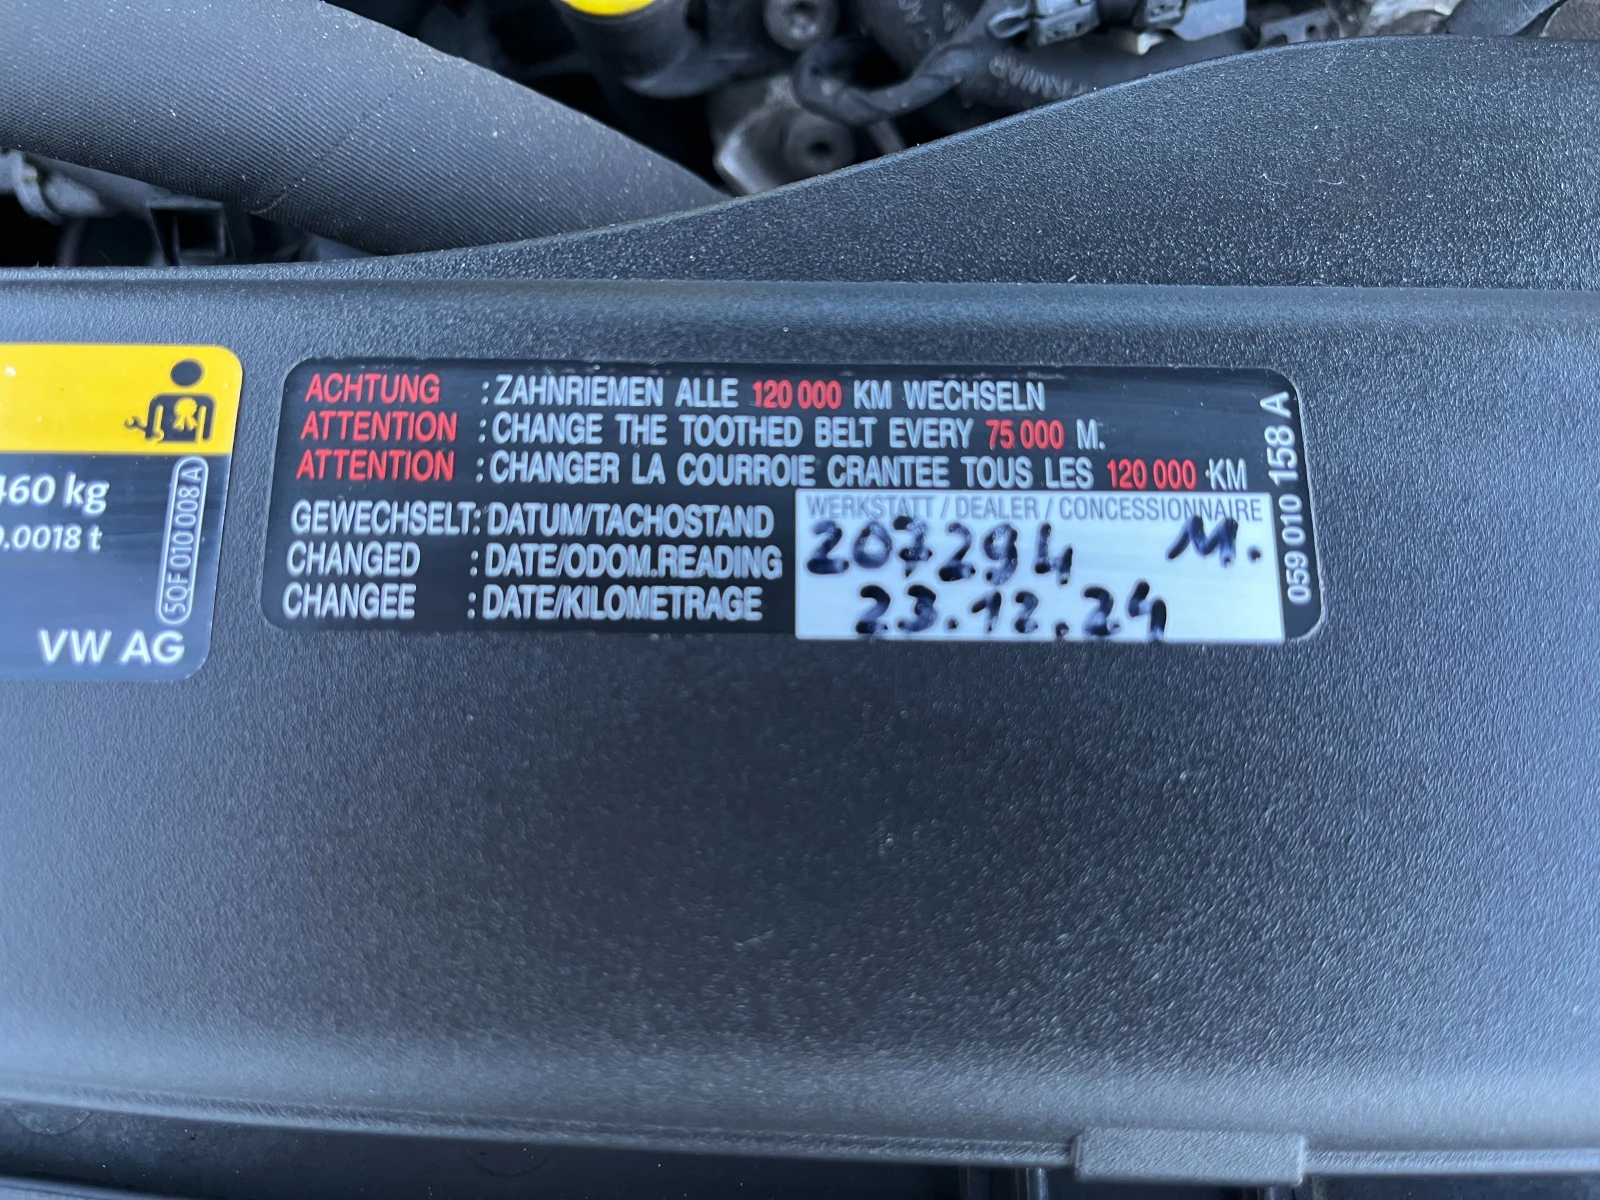 ACHTUNG : ZAHNRIEMEN ALLE 120 000 KM WECHSELN
ATTENTION : CHANGE THE TOOTHED BELT EVERY 75 000 M.
ATTENTION : CHANGER LA COURROIE CRANTEE TOUS LES 120 000 KM
GEWECHSELT: DATUM/TACHOSTAND
CHANGED : DATE/ODOM.READING
CHANGEE : DATE/KILOMETRAGE
WERKSTATT / DEALER / CONCESSIONNAIRE
207294 M.
23.12.24
059 010 158 A
460 kg
0.0018 t
5QF 010 008 A
VW AG